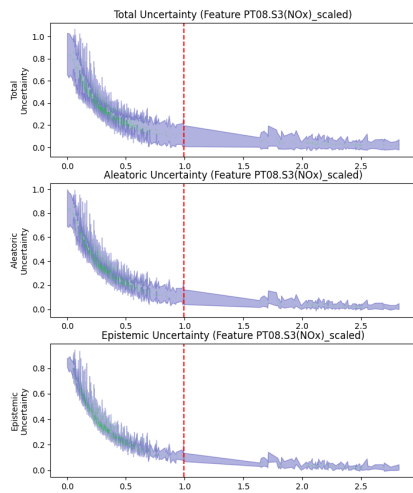 Total Uncertainty (Feature PT08.S3(NOx)_scaled)
Total
Uncertainty
1.0
0.8
0.6
0.4
0.2
0.0
0.0 0.5 1.0 1.5 2.0 2.5
Aleatoric Uncertainty (Feature PT08.S3(NOx)_scaled)
Aleatoric
Uncertainty
1.0
0.8
0.6
0.4
0.2
0.0
0.0 0.5 1.0 1.5 2.0 2.5
Epistemic Uncertainty (Feature PT08.S3(NOx)_scaled)
Epistemic
Uncertainty
0.8
0.6
0.4
0.2
0.0
0.0 0.5 1.0 1.5 2.0 2.5